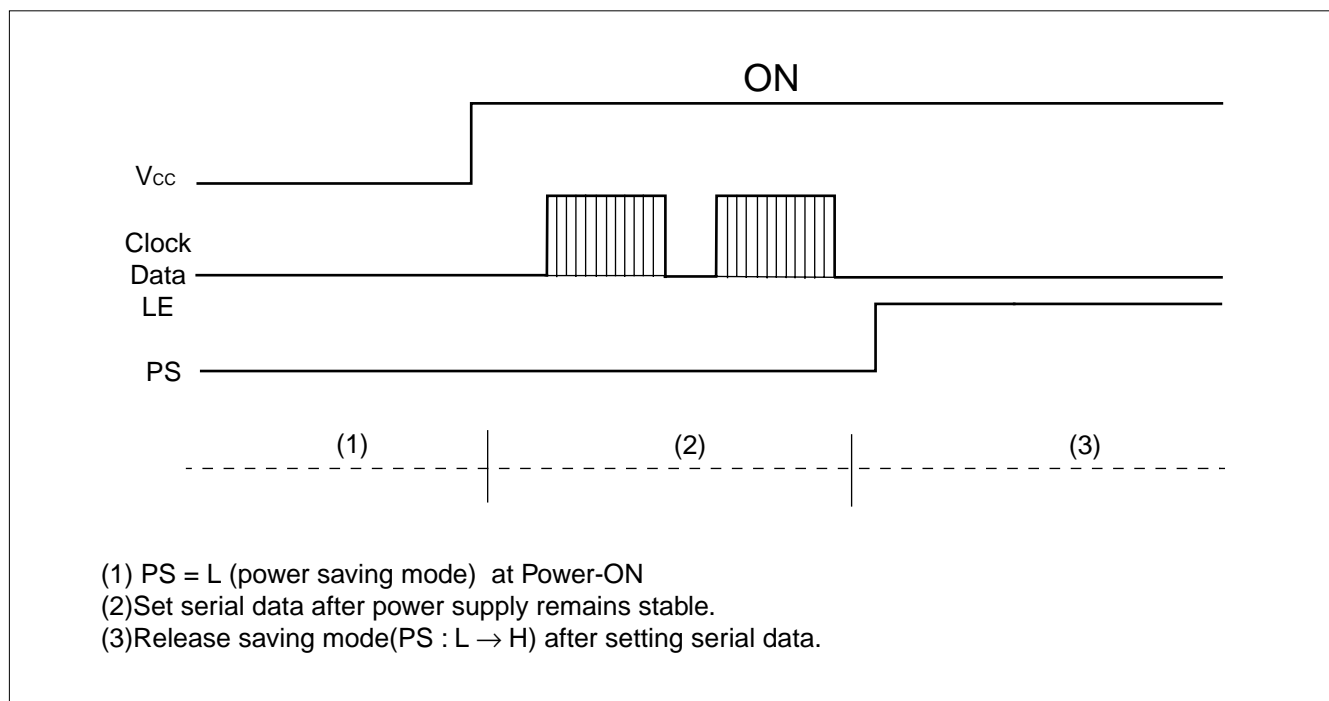 ON
Vcc
Clock
Data
LE
PS
(1) (2) (3)
(1) PS = L (power saving mode) at Power-ON
(2)Set serial data after power supply remains stable.
(3)Release saving mode(PS : L → H) after setting serial data.